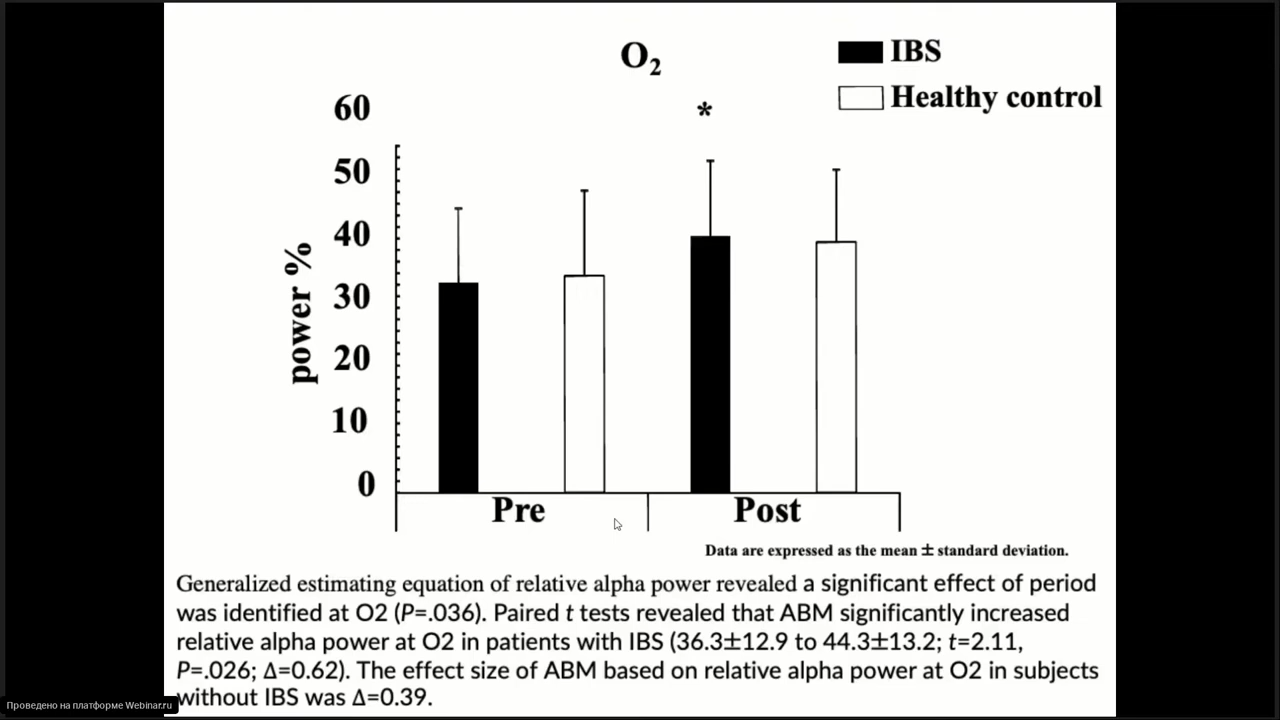 O₂
IBS
Healthy control
60
50
40
30
20
10
0
power %
Pre
Post
*
Data are expressed as the mean ± standard deviation.
Generalized estimating equation of relative alpha power revealed a significant effect of period
was identified at O2 (P=.036). Paired t tests revealed that ABM significantly increased
relative alpha power at O2 in patients with IBS (36.3±12.9 to 44.3±13.2; t=2.11,
P=.026; Δ=0.62). The effect size of ABM based on relative alpha power at O2 in subjects
without IBS was Δ=0.39.
Проведено на платформе Webinar.ru